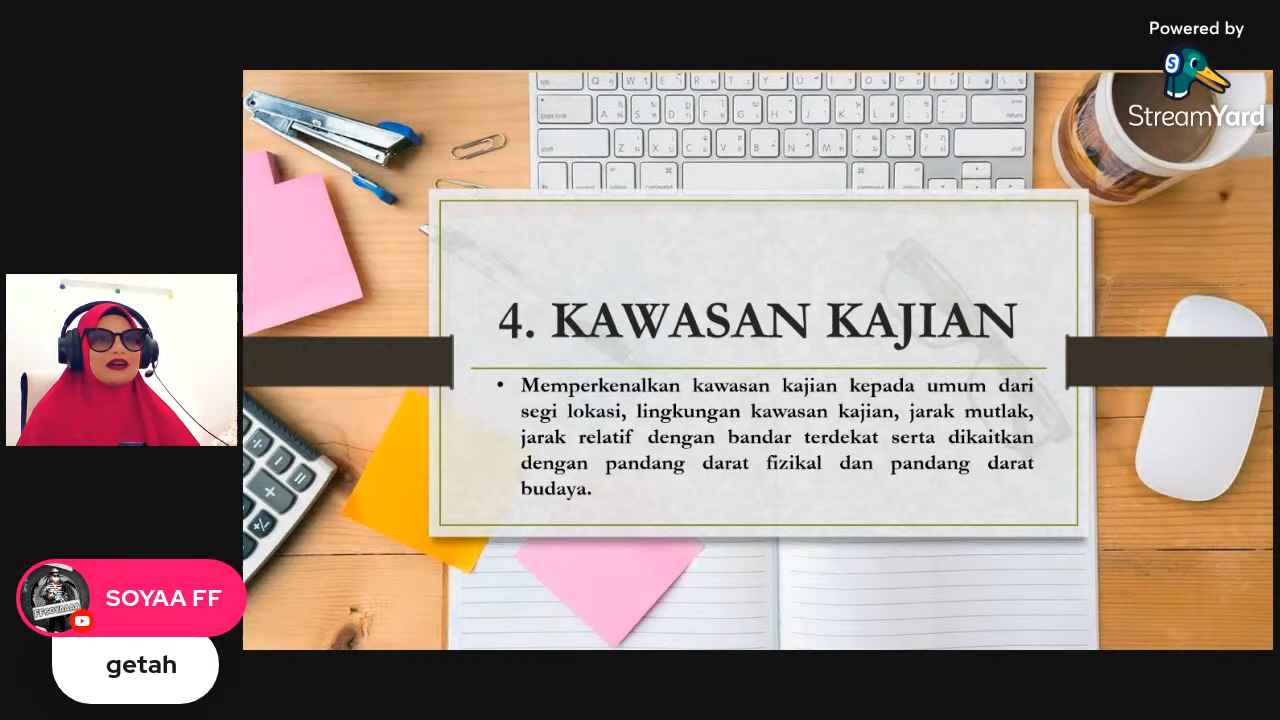 Powered by
StreamYard
4. KAWASAN KAJIAN
• Memperkenalkan kawasan kajian kepada umum dari
segi lokasi, lingkungan kawasan kajian, jarak mutlak,
jarak relatif dengan bandar terdekat serta dikaitkan
dengan pandang darat fizikal dan pandang darat
budaya.
SOYAA FF
getah